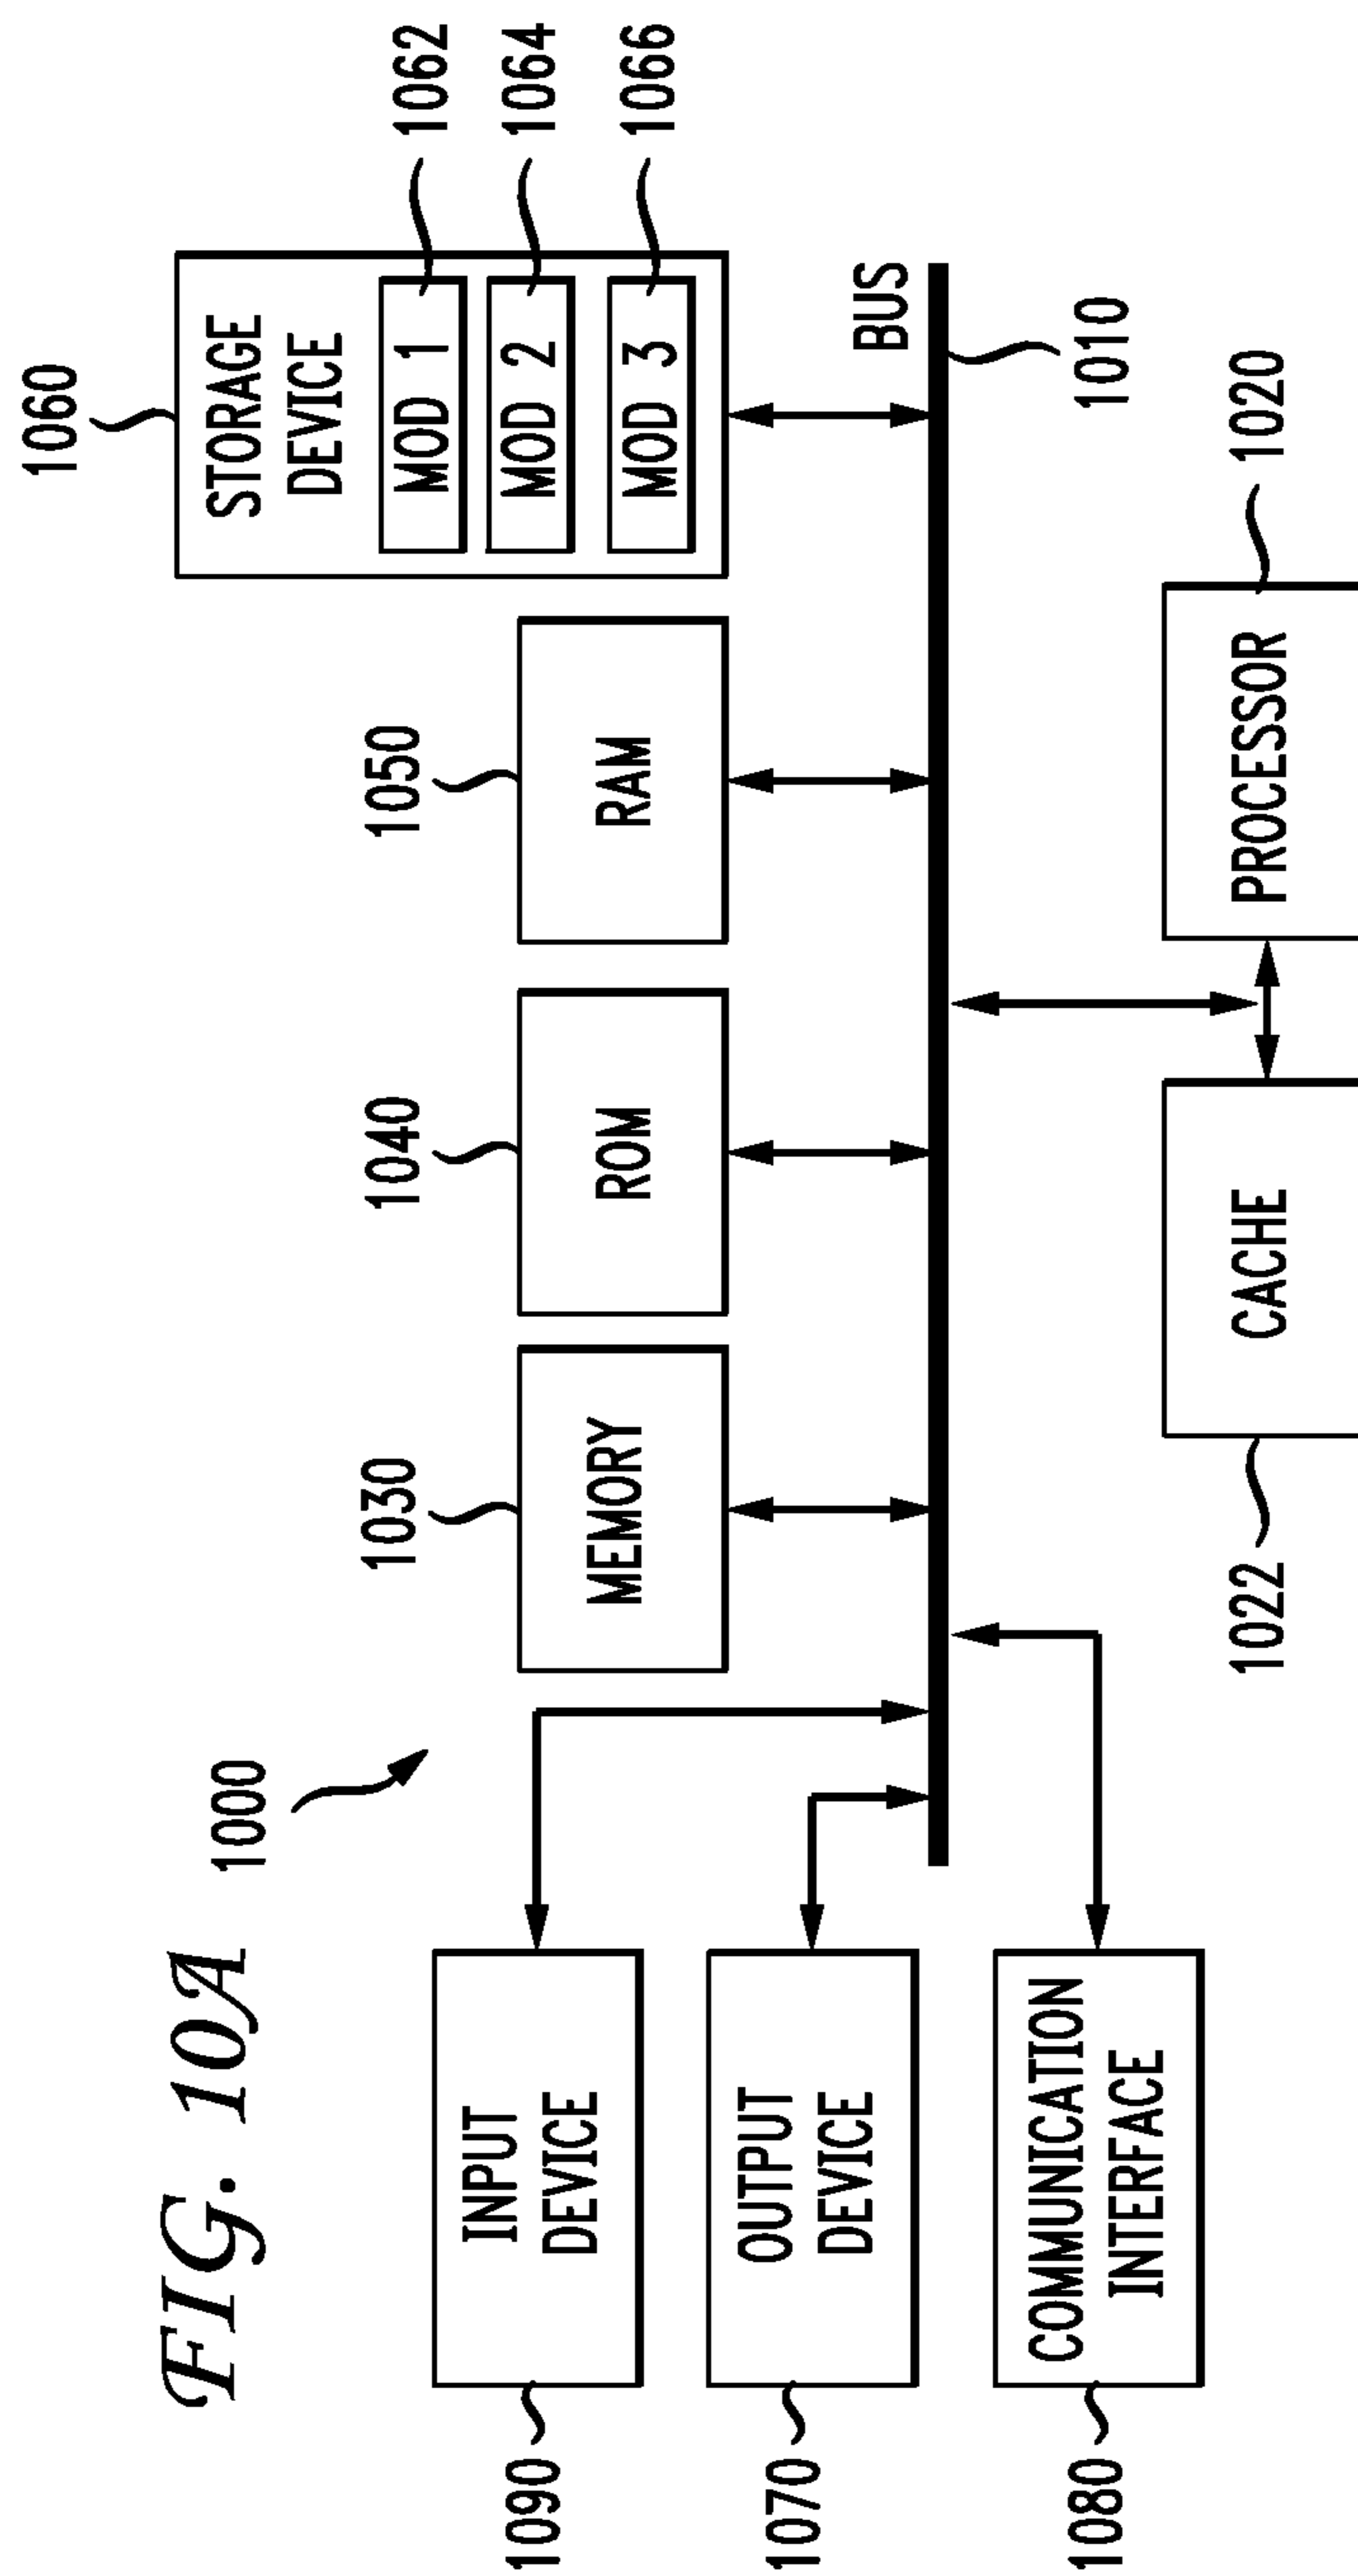 FIG. 10A
1000
1060
STORAGE
DEVICE
MOD 1
1062
MOD 2
1064
MOD 3
1066
1030
MEMORY
1040
ROM
1050
RAM
1090
INPUT
DEVICE
1070
OUTPUT
DEVICE
1080
COMMUNICATION
INTERFACE
BUS
1010
1022
CACHE
PROCESSOR
1020